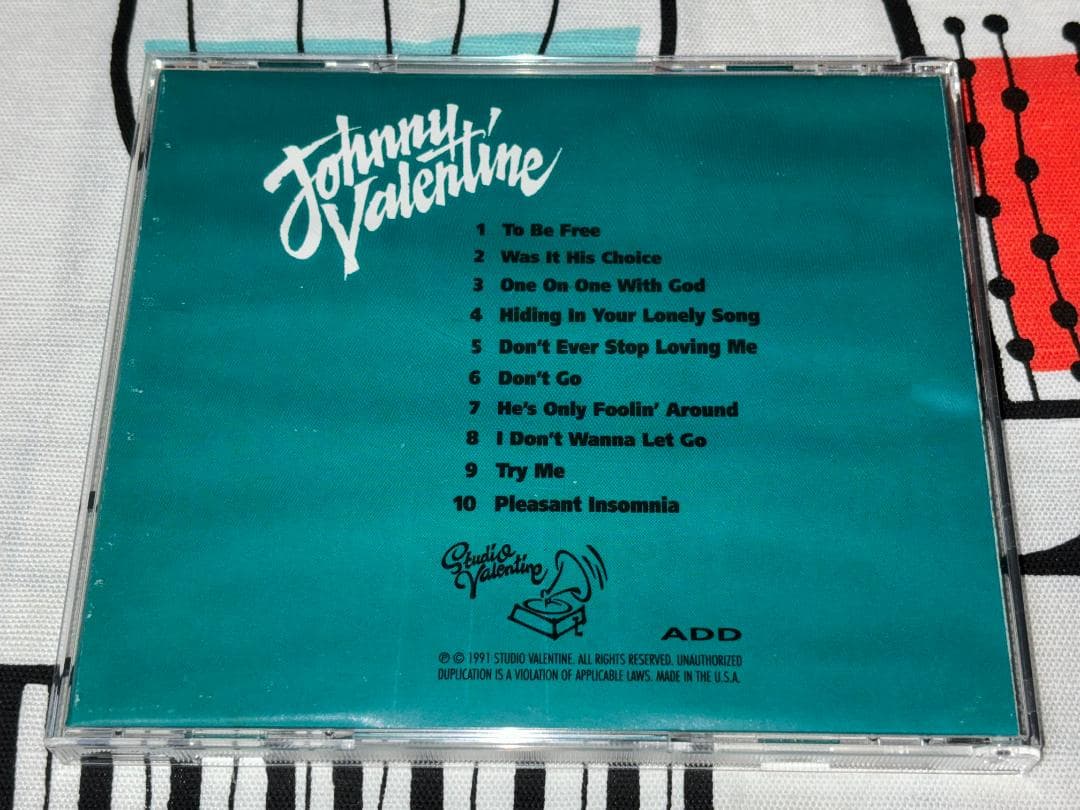 Johnny
Valentine
1 To Be Free
2 Was It His Choice
3 One On One With God
4 Hiding In Your Lonely Song
5 Don't Ever Stop Loving Me
6 Don't Go
7 He's Only Foolin' Around
8 I Don't Wanna Let Go
9 Try Me
10 Pleasant Insomnia
Studio
Valentine
ADD
℗ © 1991 STUDIO VALENTINE. ALL RIGHTS RESERVED. UNAUTHORIZED
DUPLICATION IS A VIOLATION OF APPLICABLE LAWS. MADE IN THE U.S.A.